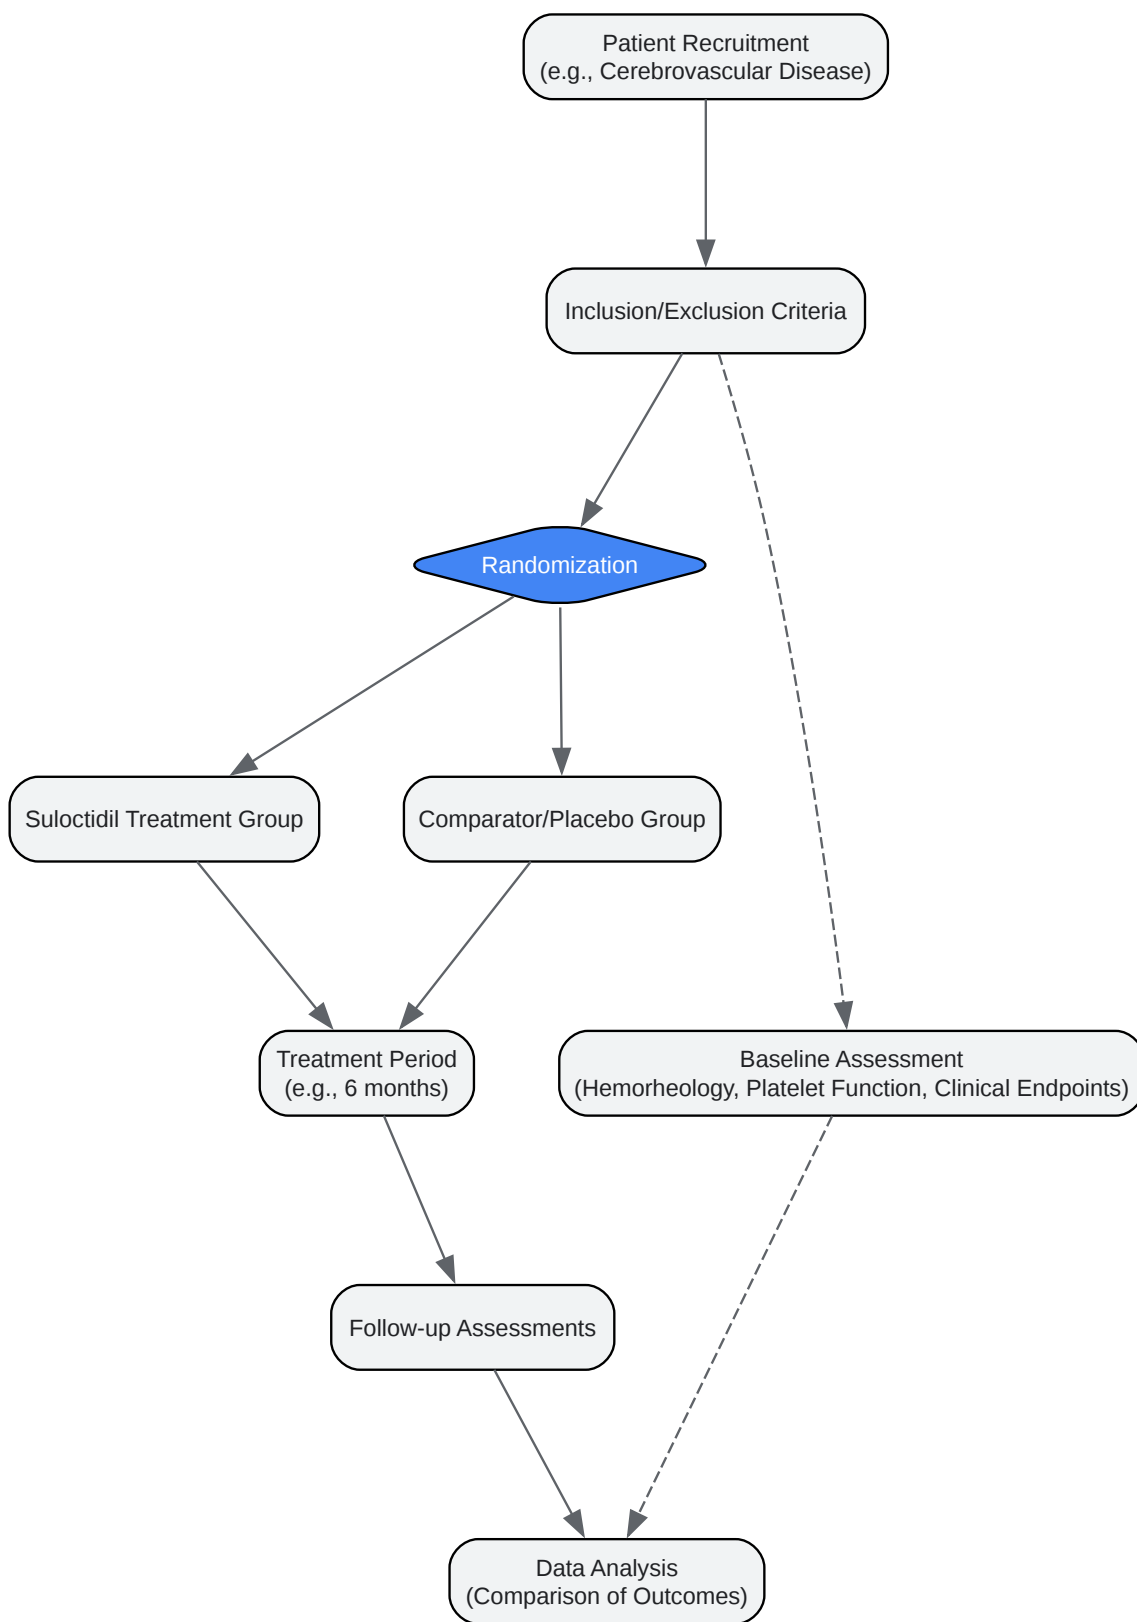 Patient Recruitment
(e.g., Cerebrovascular Disease)
Inclusion/Exclusion Criteria
Randomization
Suloctidil Treatment Group
Comparator/Placebo Group
Treatment Period
(e.g., 6 months)
Baseline Assessment
(Hemorheology, Platelet Function, Clinical Endpoints)
Follow-up Assessments
Data Analysis
(Comparison of Outcomes)